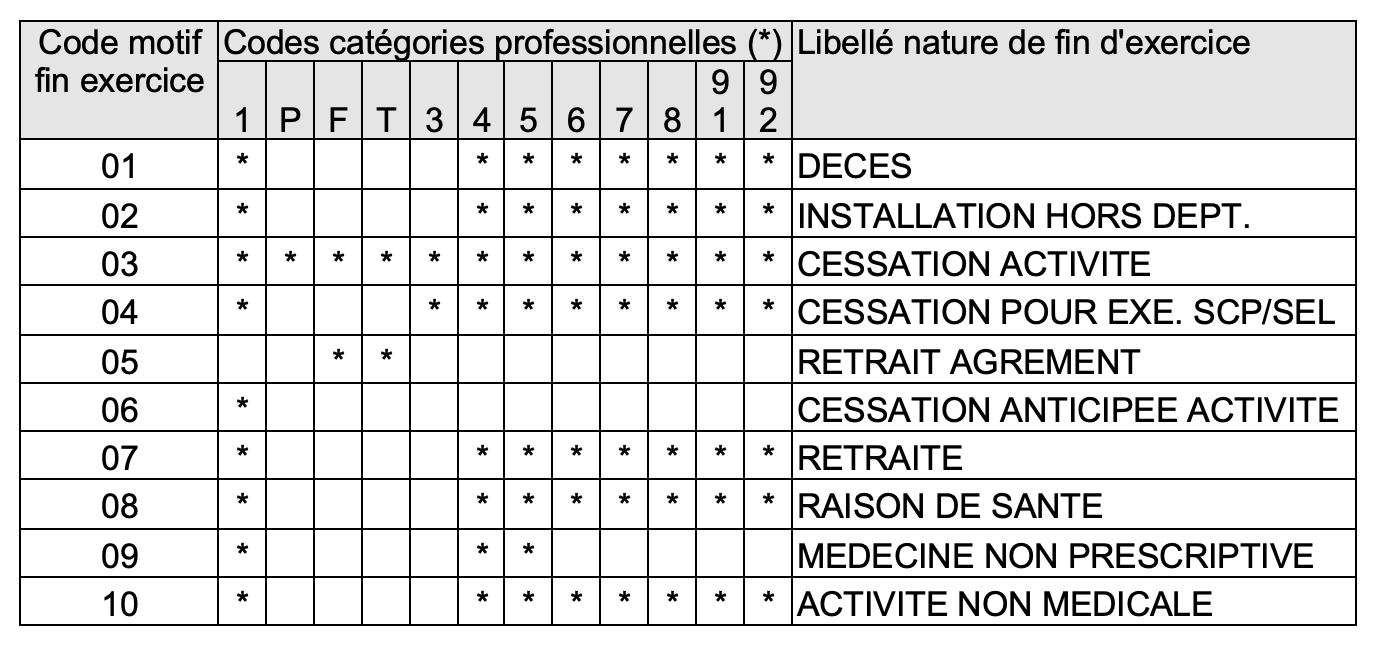 Code motif fin exercice | Codes catégories professionnelles (*) | Libellé nature de fin d'exercice
1 | P | F | T | 3 | 4 | 5 | 6 | 7 | 8 | 91 | 92
01 | * | | | | | * | * | * | * | * | * | * | DECES
02 | * | | | | | * | * | * | * | * | * | * | INSTALLATION HORS DEPT.
03 | * | * | * | * | * | * | * | * | * | * | * | * | CESSATION ACTIVITE
04 | * | | | | * | * | * | * | * | * | * | * | CESSATION POUR EXE. SCP/SEL
05 | | | * | * | | | | | | | | | RETRAIT AGREMENT
06 | * | | | | | | | | | | | | CESSATION ANTICIPEE ACTIVITE
07 | * | | | | | * | * | * | * | * | * | * | RETRAITE
08 | * | | | | | * | * | * | * | * | * | * | RAISON DE SANTE
09 | * | | | | | * | * | | | | | | MEDECINE NON PRESCRIPTIVE
10 | * | | | | | * | * | * | * | * | * | * | ACTIVITE NON MEDICALE